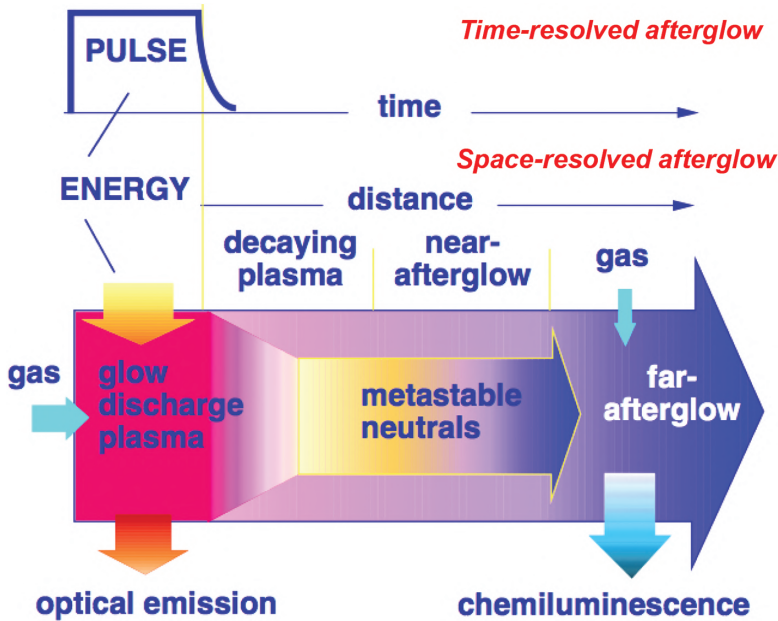 PULSE
Time-resolved afterglow
time
Space-resolved afterglow
ENERGY
distance
decaying
plasma
near-
afterglow
gas
gas
glow
discharge
plasma
metastable
neutrals
far-
afterglow
optical emission
chemiluminescence